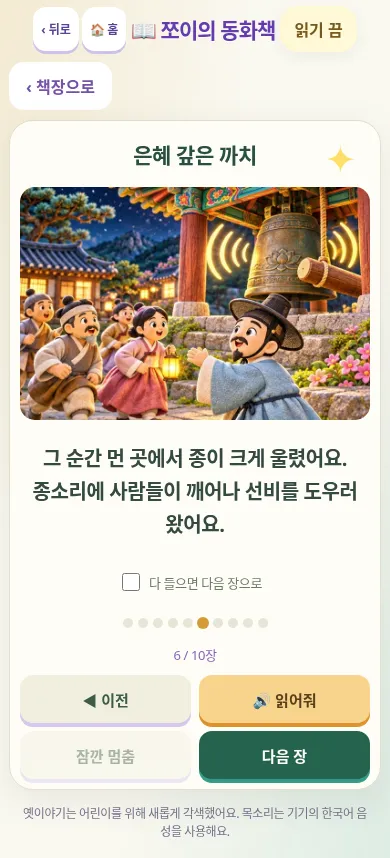 ‹ 뒤로 🏠 홈 📖 쪼이의 동화책 읽기 끔
‹ 책장으로
은혜 갚은 까치
그 순간 먼 곳에서 종이 크게 울렸어요.
종소리에 사람들이 깨어나 선비를 도우러
왔어요.
다 들으면 다음 장으로
6 / 10장
◀ 이전 🔊 읽어줘
잠깐 멈춤 다음 장
옛이야기는 어린이를 위해 새롭게 각색했어요. 목소리는 기기의 한국어 음
성을 사용해요.